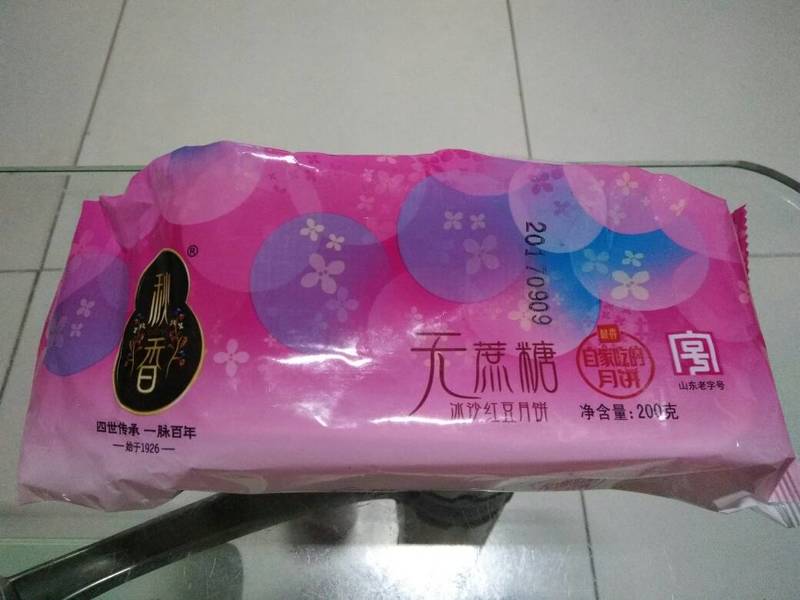 秋香
®
四世传承 一脉百年
始于1926
20170909
无蔗糖
冰沙红豆月饼
自家吃的
月饼
净含量：200克
山东老字号